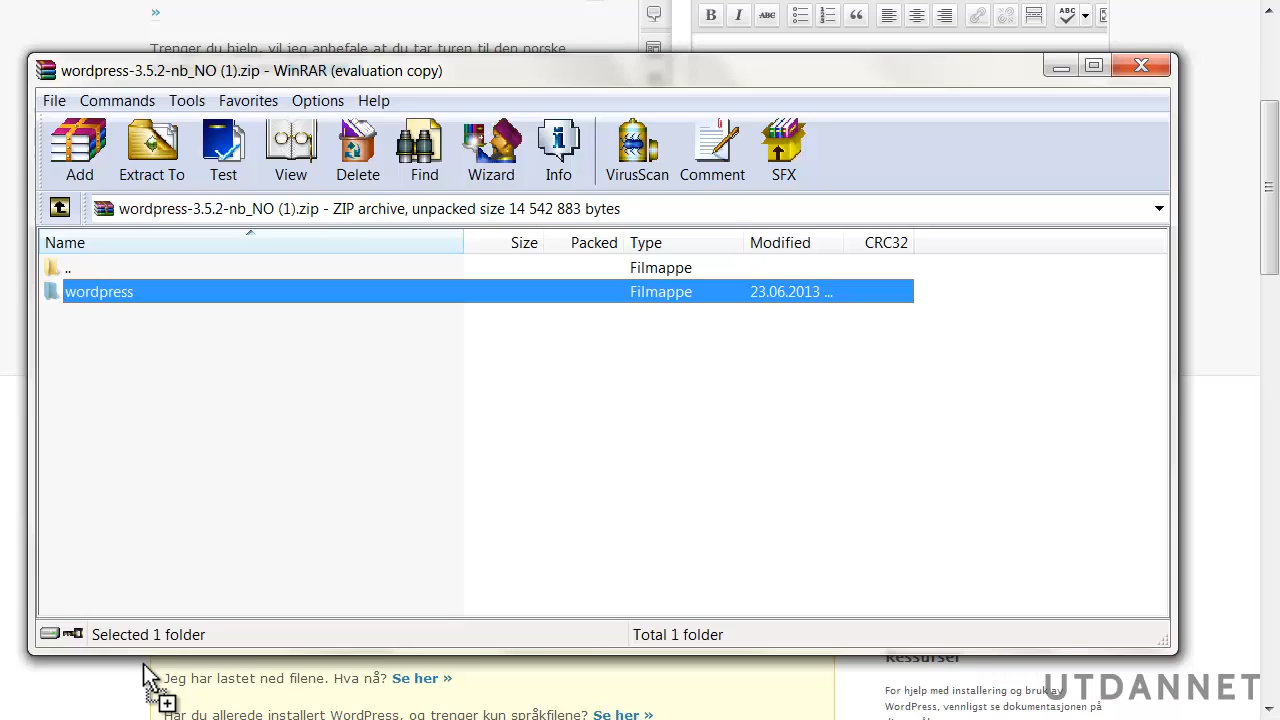 »
Trenger du hjelp, vil jeg anbefale at du tar turen til den norske
B I ABC ABC
wordpress-3.5.2-nb_NO (1).zip - WinRAR (evaluation copy)
File Commands Tools Favorites Options Help
Add Extract To Test View Delete Find Wizard Info VirusScan Comment SFX
wordpress-3.5.2-nb_NO (1).zip - ZIP archive, unpacked size 14 542 883 bytes
Name Size Packed Type Modified CRC32
.. Filmappe
wordpress Filmappe 23.06.2013 ...
Selected 1 folder Total 1 folder
Ressurser
Jeg har lastet ned filene. Hva nå? Se her »
For hjelp med installering og bruk av
WordPress, vennligst se dokumentasjonen på
Har du allerede installert WordPress, og trenger kun språkfilene? Se her »
UTDANNET